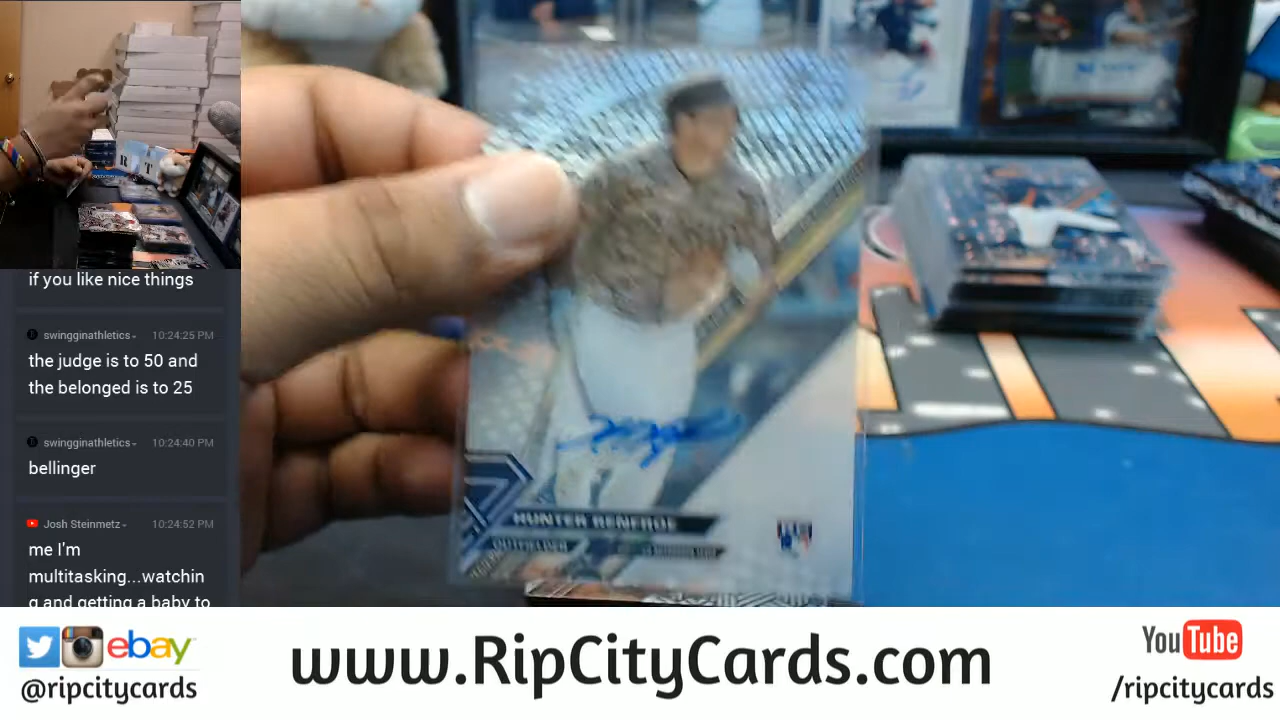 if you like nice things
swingginathletics
10:24:25 PM
the judge is to 50 and
the belonged is to 25
swingginathletics
10:24:40 PM
bellinger
Josh Steinmetz
10:24:52 PM
me I'm
multitasking...watchin
g and getting a baby to
HUNTER RENFROE
OUTFIELDER
ebay
@ripcitycards
www.RipCityCards.com
YouTube
/ripcitycards